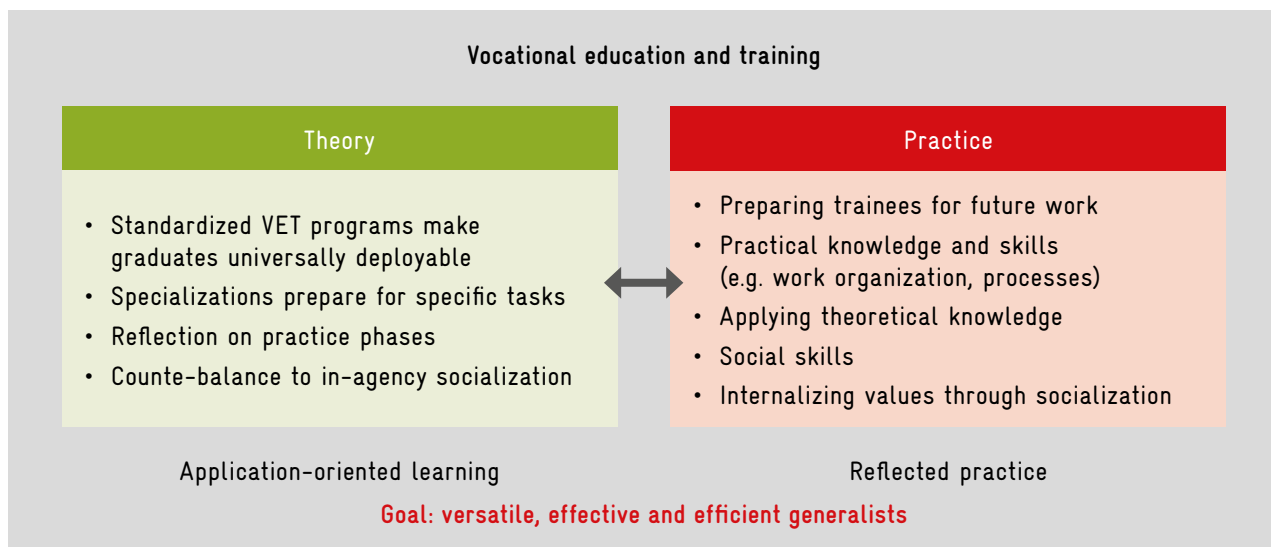 Vocational education and training
Theory
• Standardized VET programs make
graduates universally deployable
• Specializations prepare for specific tasks
• Reflection on practice phases
• Counte-balance to in-agency socialization
Application-oriented learning
Practice
• Preparing trainees for future work
• Practical knowledge and skills
(e.g. work organization, processes)
• Applying theoretical knowledge
• Social skills
• Internalizing values through socialization
Reflected practice
Goal: versatile, effective and efficient generalists